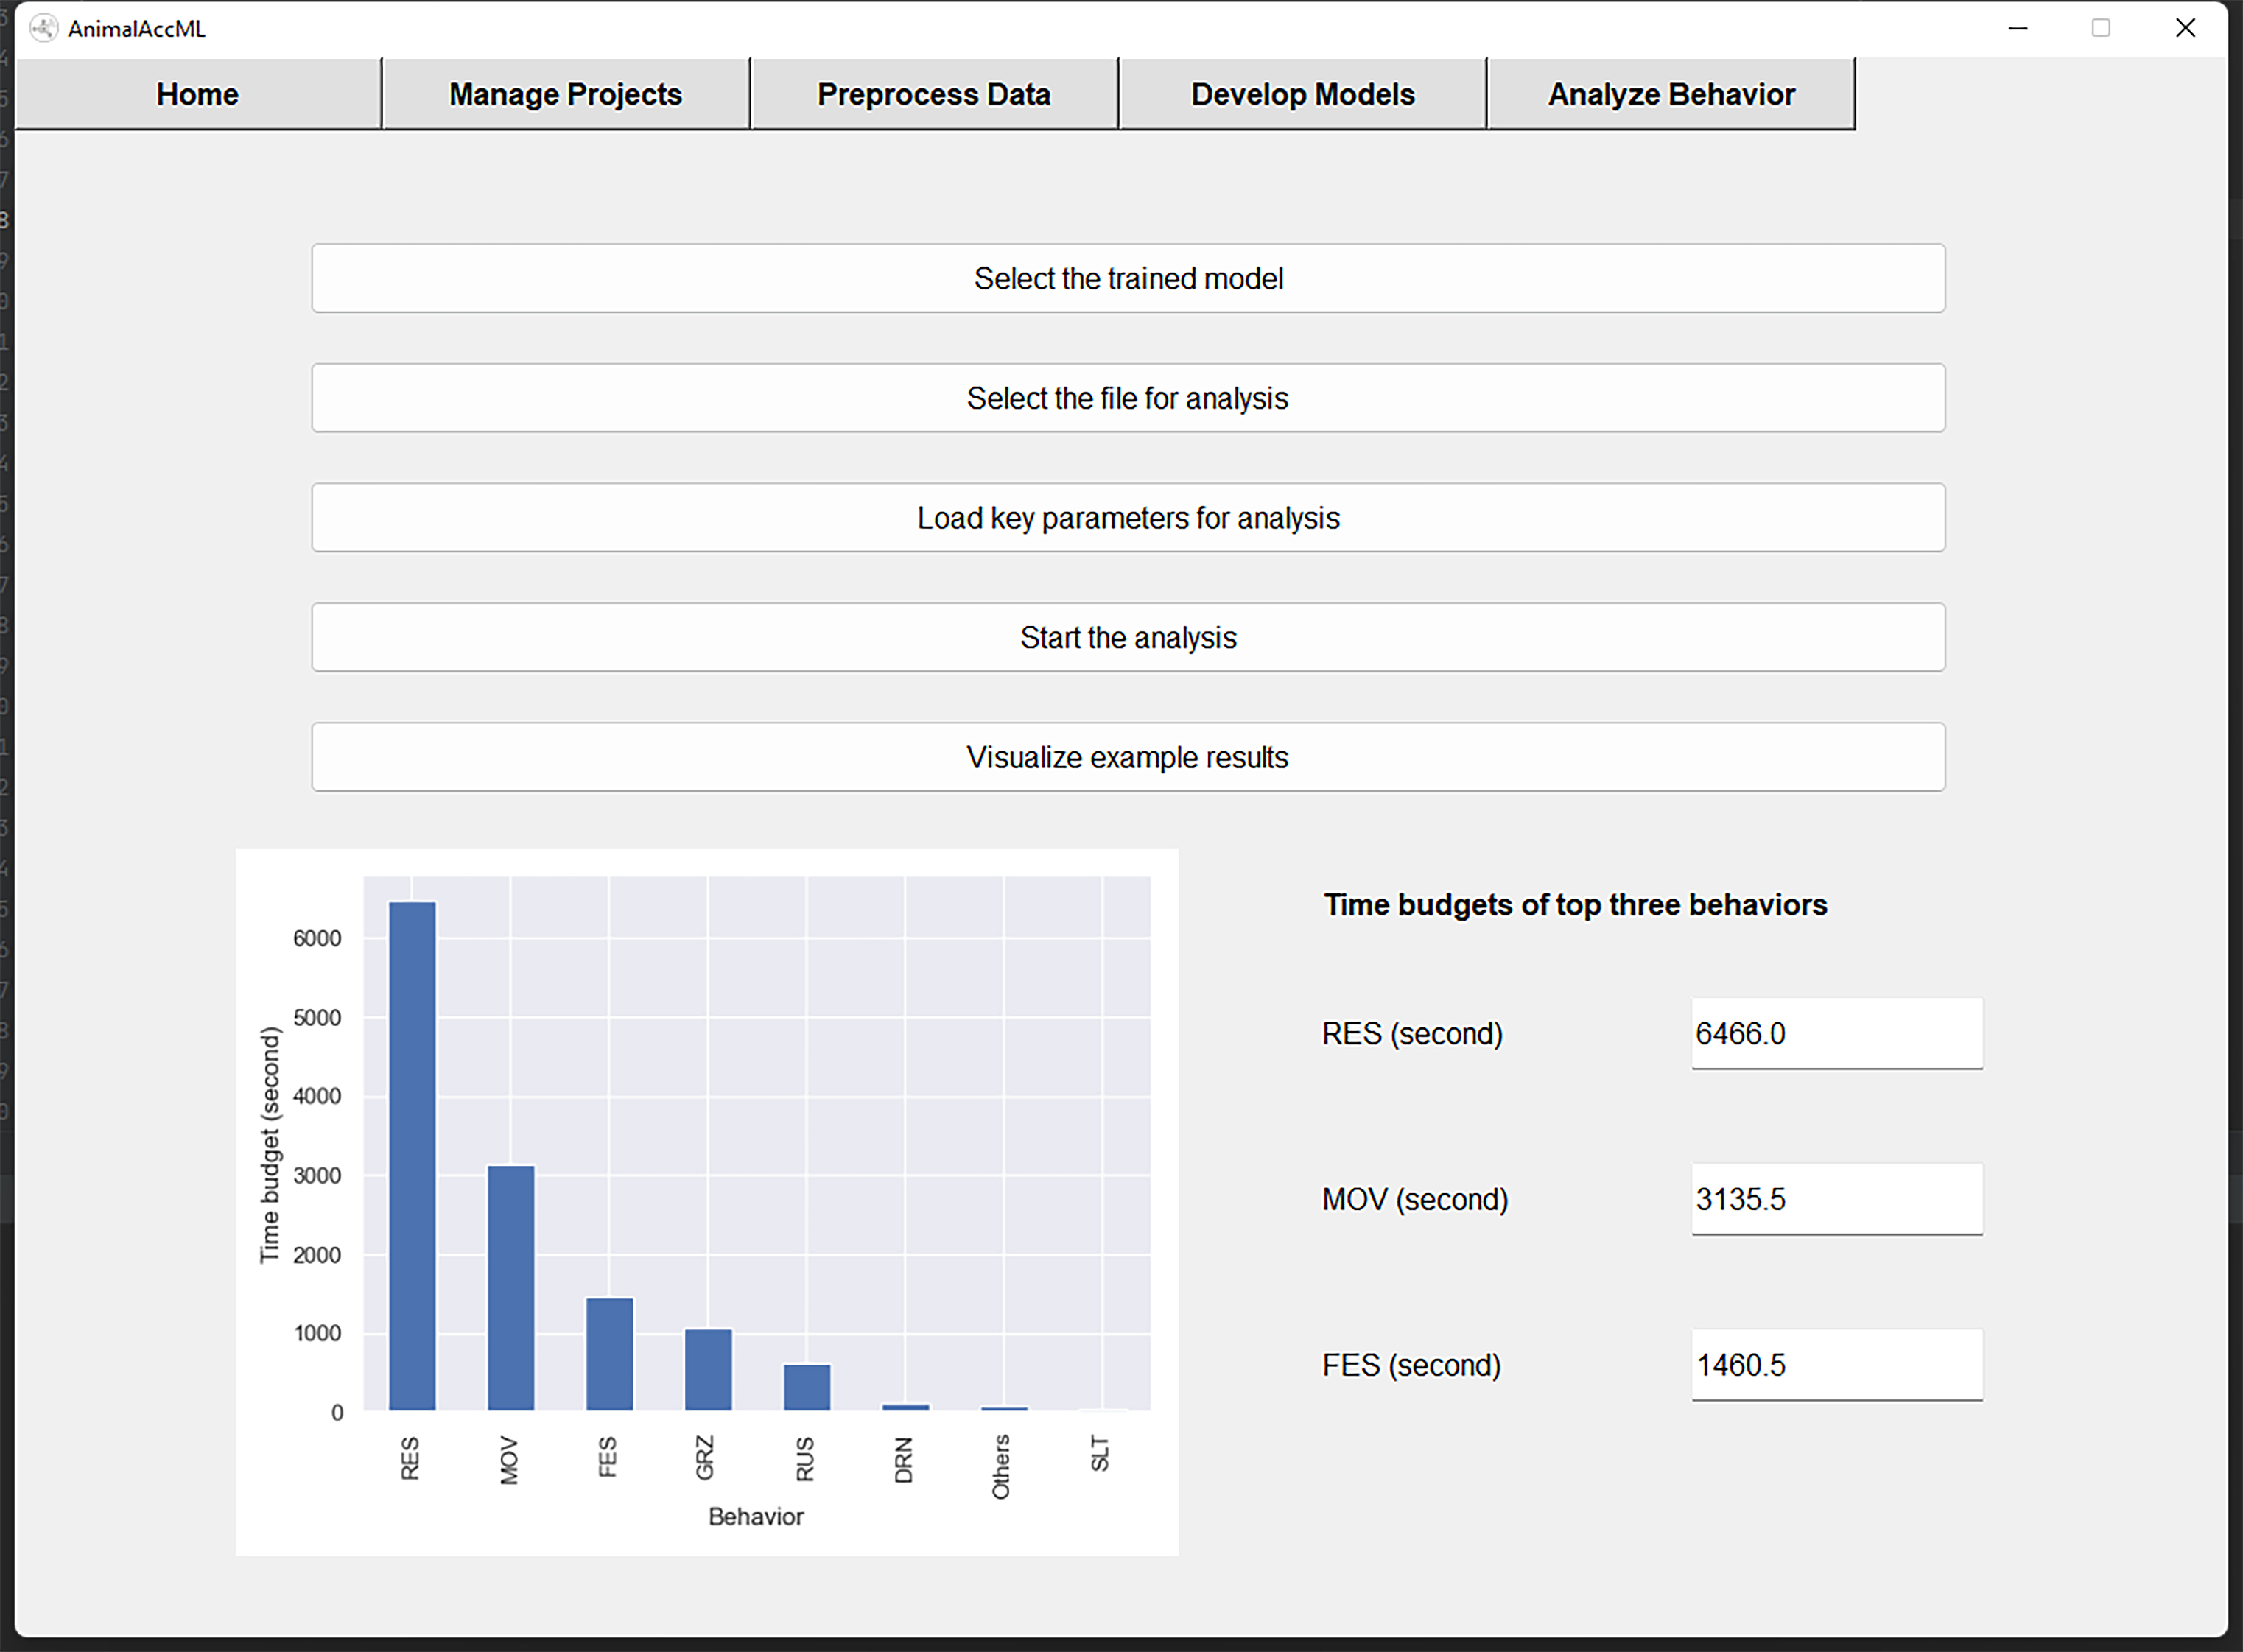 AnimalAccML
Home
Manage Projects
Preprocess Data
Develop Models
Analyze Behavior
Select the trained model
Select the file for analysis
Load key parameters for analysis
Start the analysis
Visualize example results
Time budget (second)
6000
5000
4000
3000
2000
1000
0
RES
MOV
FES
GRZ
RUS
DRN
Others
SLT
Behavior
Time budgets of top three behaviors
RES (second)
6466.0
MOV (second)
3135.5
FES (second)
1460.5